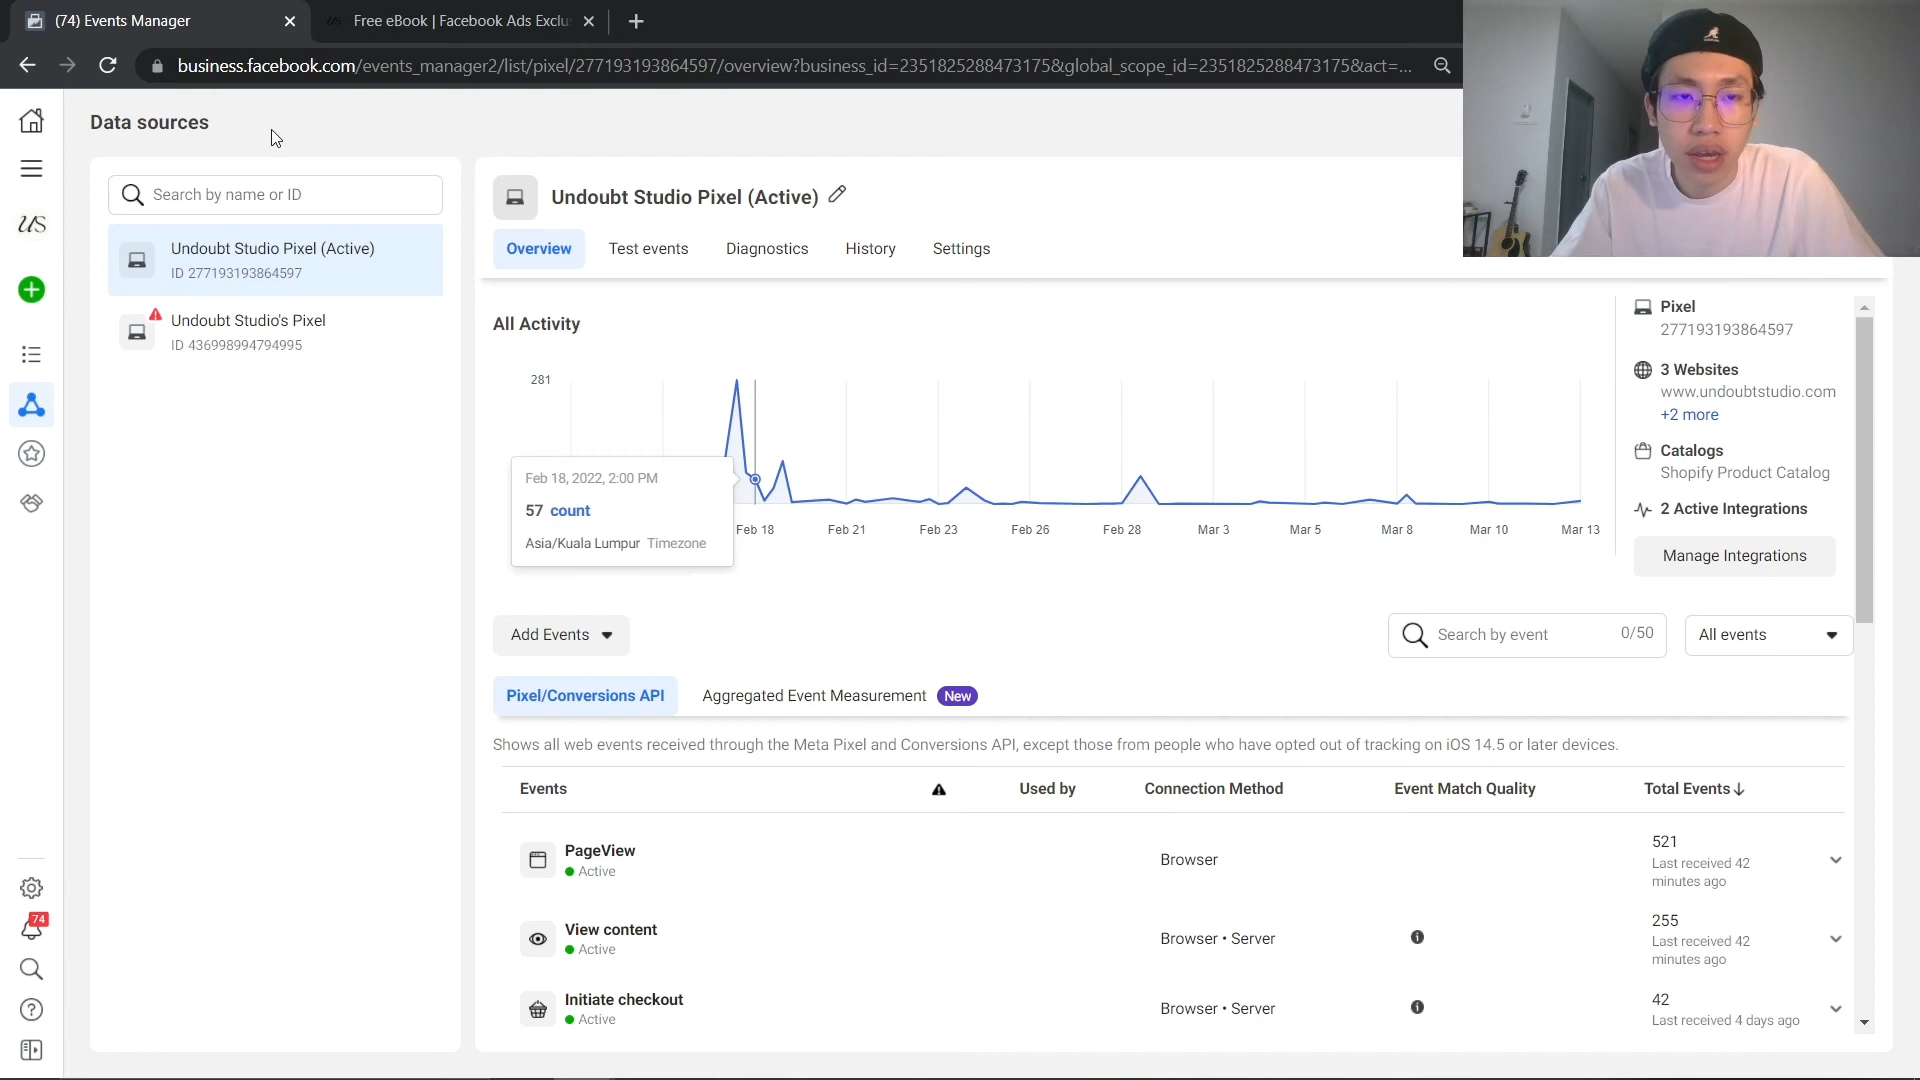 (74) Events Manager
Free eBook | Facebook Ads Exclu
business.facebook.com/events_manager2/list/pixel/277193193864597/overview?business_id=2351825288473175&global_scope_id=2351825288473175&act=...
Data sources
US
Search by name or ID
Undoubt Studio Pixel (Active)
ID 277193193864597
Undoubt Studio's Pixel
ID 436998994794995
74
Undoubt Studio Pixel (Active)
Overview
Test events
Diagnostics
History
Settings
All Activity
281
Feb 18, 2022, 2:00 PM
57 count
Asia/Kuala Lumpur Timezone
Feb 18
Feb 21
Feb 23
Feb 26
Feb 28
Mar 3
Mar 5
Mar 8
Mar 10
Mar 13
Pixel
277193193864597
3 Websites
www.undoubtstudio.com
+2 more
Catalogs
Shopify Product Catalog
2 Active Integrations
Manage Integrations
Add Events
Search by event 0/50
All events
Pixel/Conversions API
Aggregated Event Measurement New
Shows all web events received through the Meta Pixel and Conversions API, except those from people who have opted out of tracking on iOS 14.5 or later devices.
Events
Used by
Connection Method
Event Match Quality
Total Events
PageView
Active
Browser
521
Last received 42
minutes ago
View content
Active
Browser • Server
255
Last received 42
minutes ago
Initiate checkout
Active
Browser • Server
42
Last received 4 days ago